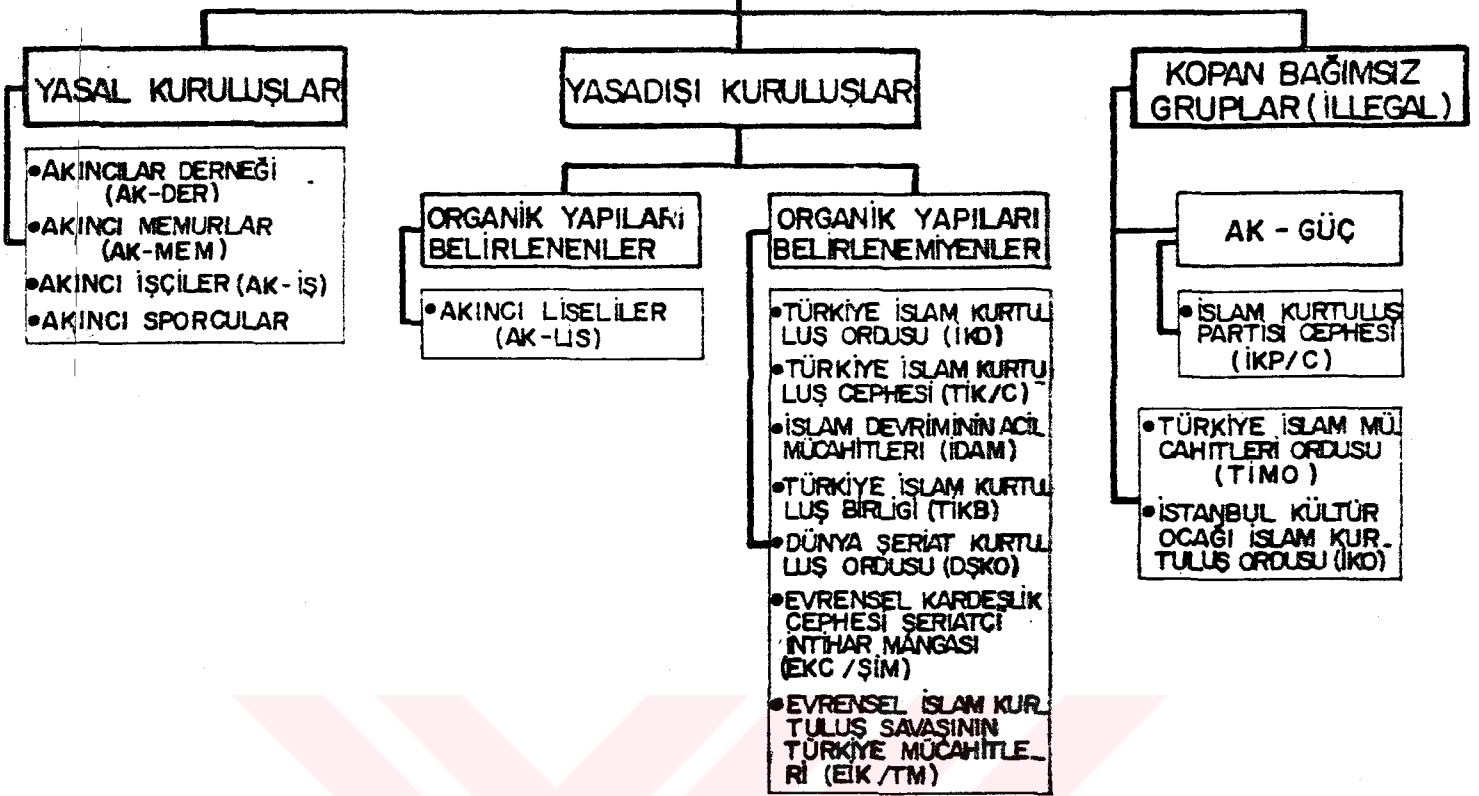 YASAL KURULUŞLAR
•AKINCILAR DERNEĞİ
(AK-DER)
•AKINCI MEMURLAR
(AK-MEM)
•AKINCI İŞÇİLER (AK-İŞ)
•AKINCI SPORCULAR
YASADIŞI KURULUŞLAR
ORGANİK YAPILARI
BELİRLENENLER
•AKINCI LİSELİLER
(AK-LİS)
ORGANİK YAPILARI
BELİRLENEMİYENLER
•TÜRKİYE İSLAM KURTU_
LUŞ ORDUSU (İKO)
•TÜRKİYE İSLAM KURTU_
LUŞ CEPHESİ (TİK/C)
•İSLAM DEVRİMİNİN ACİL
MÜCAHİTLERİ (İDAM)
•TÜRKİYE İSLAM KURTU_
LUŞ BİRLİGİ (TİKB)
•DÜNYA ŞERİAT KURTU_
LUŞ ORDUSU (DŞKO)
•EVRENSEL KARDEŞLİK
CEPHESİ ŞERİATÇİ
İNTİHAR MANGASI
(EKC /ŞİM)
•EVRENSEL İSLAM KUR_
TULUŞ SAVAŞININ
TÜRKİYE MÜCAHİTLE_
Rİ (EİK /TM)
KOPAN BAĞIMSIZ
GRUPLAR (İLLEGAL)
AK - GÜÇ
•İSLAM KURTULUŞ
PARTİSİ CEPHESİ
(İKP/C)
•TÜRKİYE İSLAM MÜ_
CAHİTLERİ ORDUSU
(TİMO)
•İSTANBUL KÜLTÜR
OCAĞI İSLAM KUR_
TULUŞ ORDUSU (İKO)